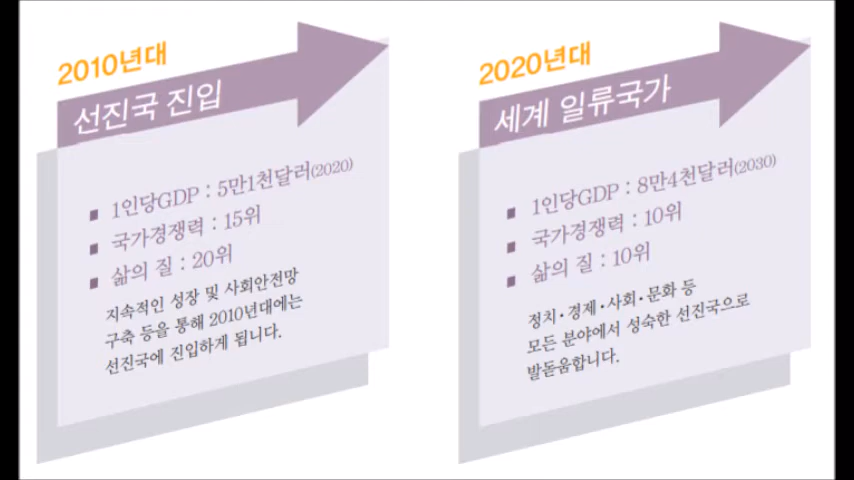 2010년대
선진국 진입
1인당GDP : 5만1천달러(2020)
국가경쟁력 : 15위
삶의 질 : 20위
지속적인 성장 및 사회안전망
구축 등을 통해 2010년대에는
선진국에 진입하게 됩니다.
2020년대
세계 일류국가
1인당GDP : 8만4천달러(2030)
국가경쟁력 : 10위
삶의 질 : 10위
정치·경제·사회·문화 등
모든 분야에서 성숙한 선진국으로
발돋움합니다.